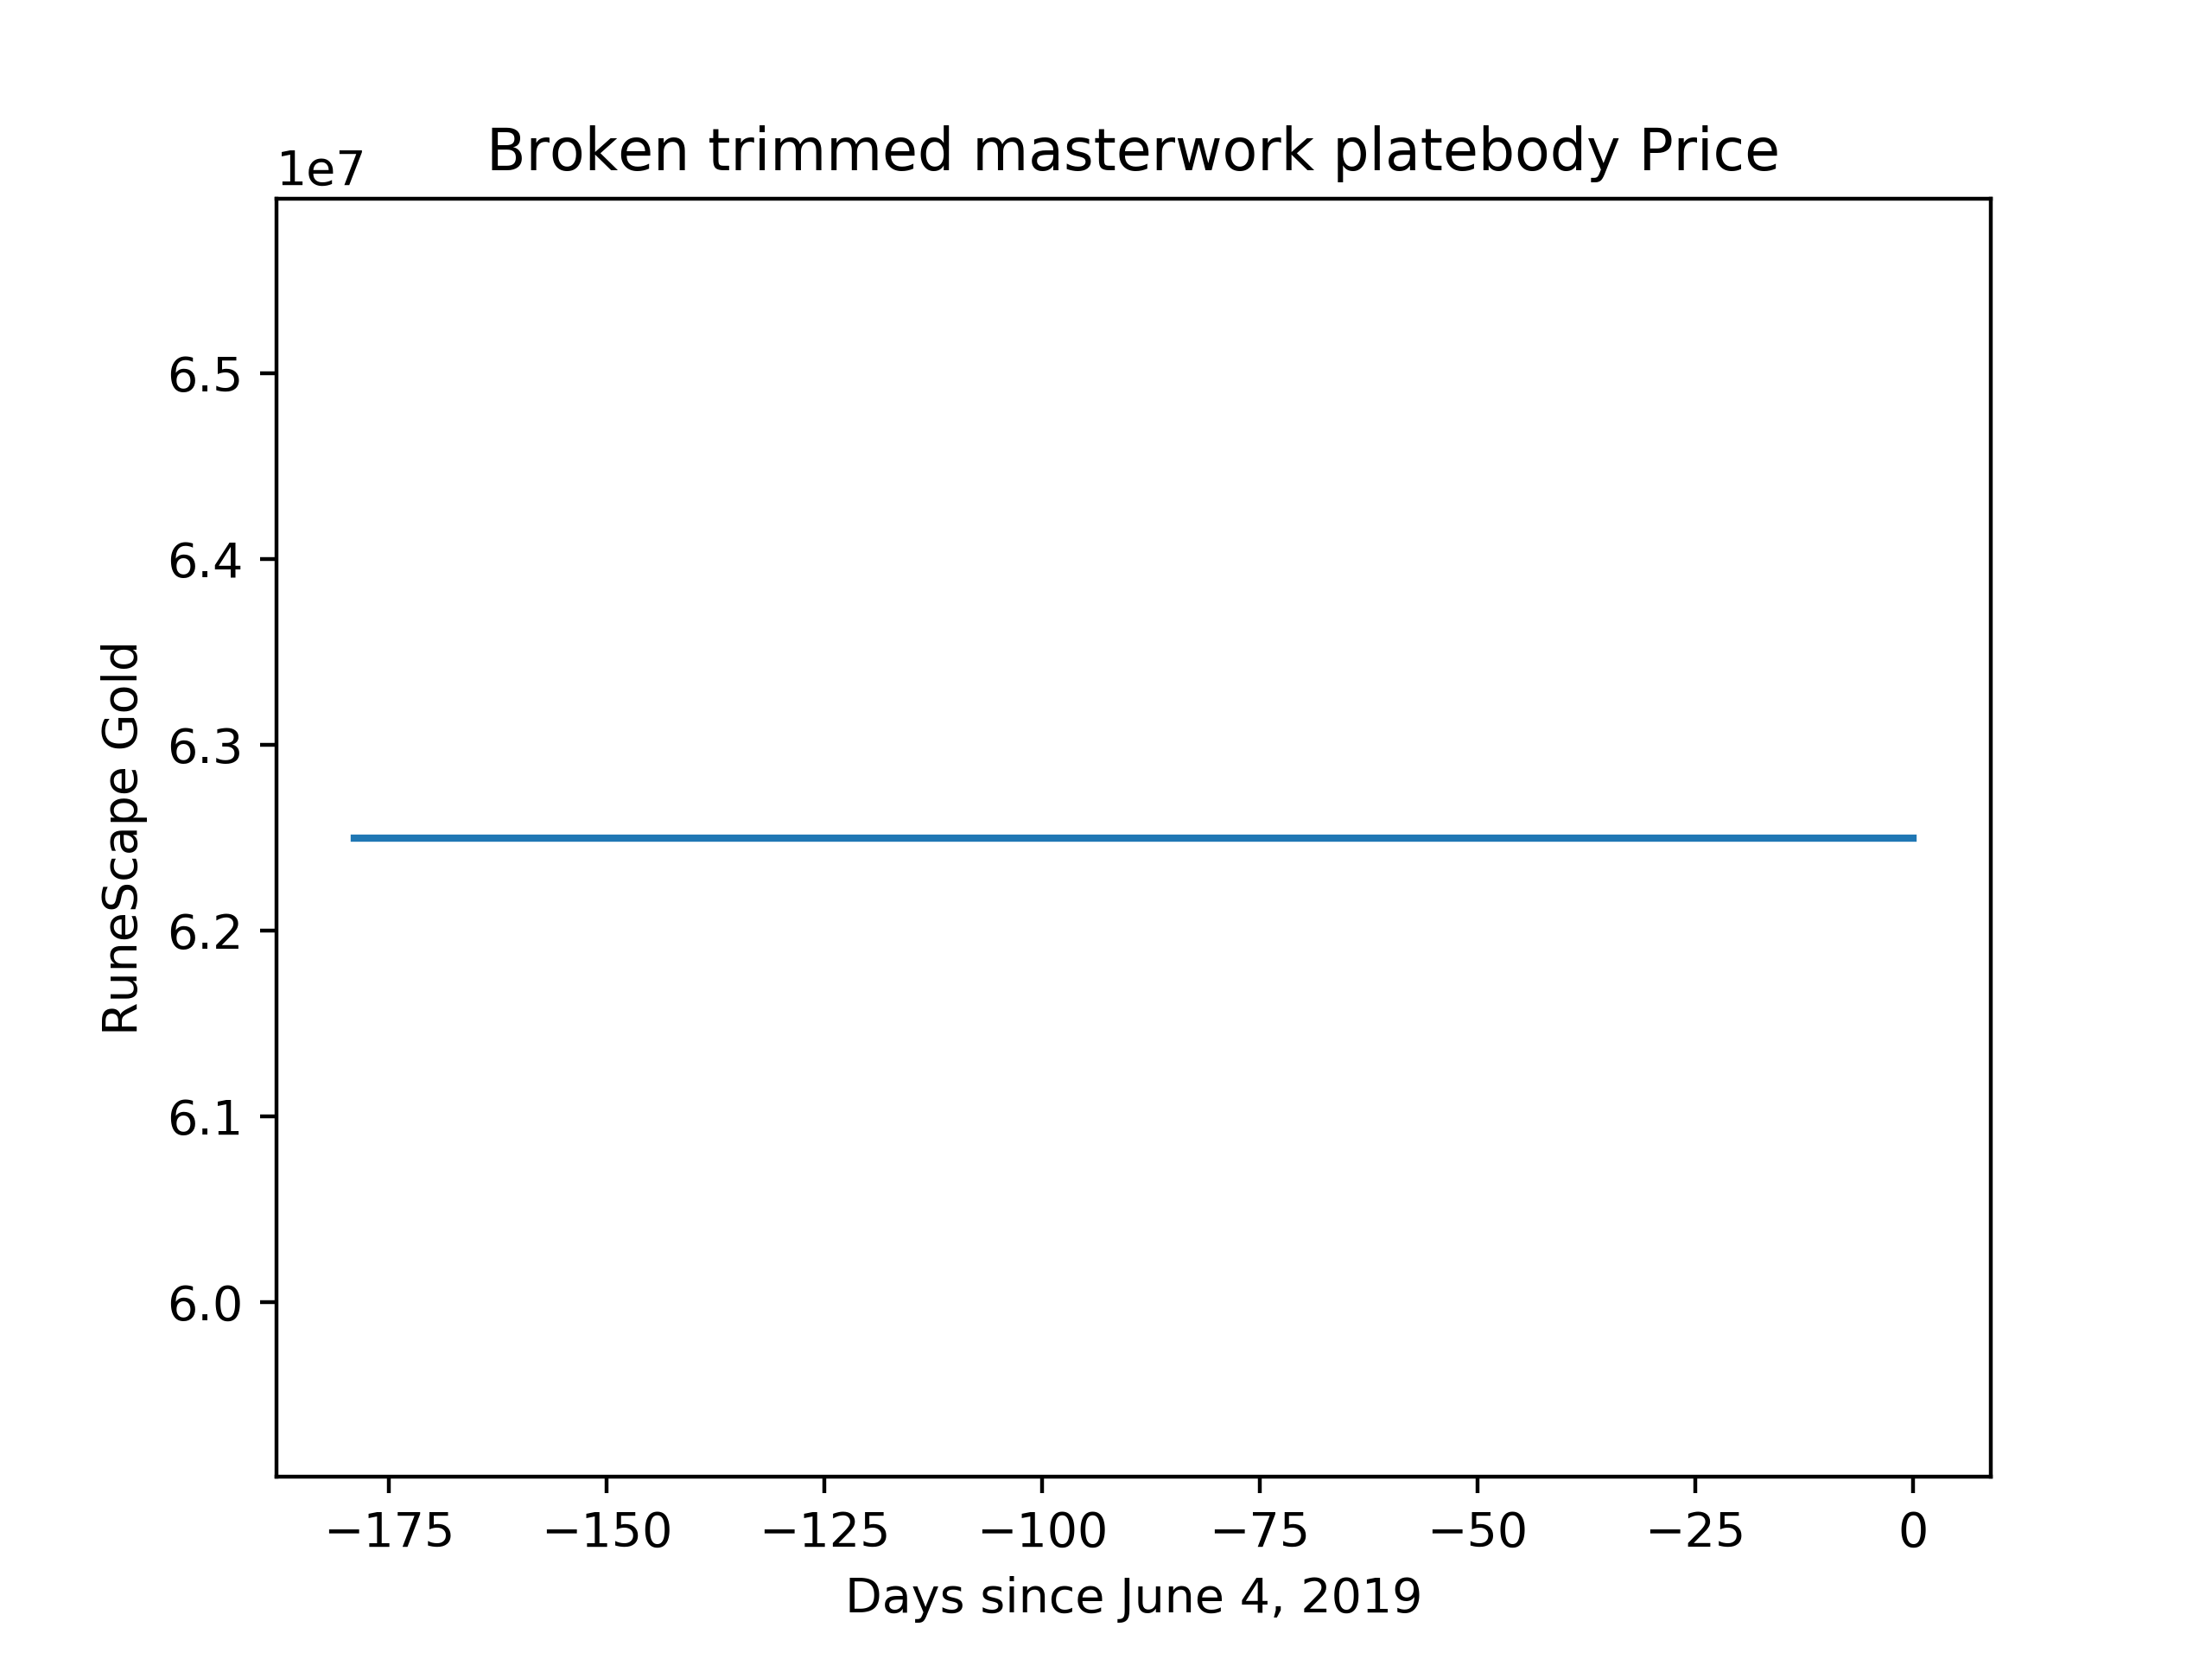 Broken trimmed masterwork platebody Price
1e7
6.5
6.4
6.3
6.2
6.1
6.0
RuneScape Gold
−175 −150 −125 −100 −75 −50 −25 0
Days since June 4, 2019